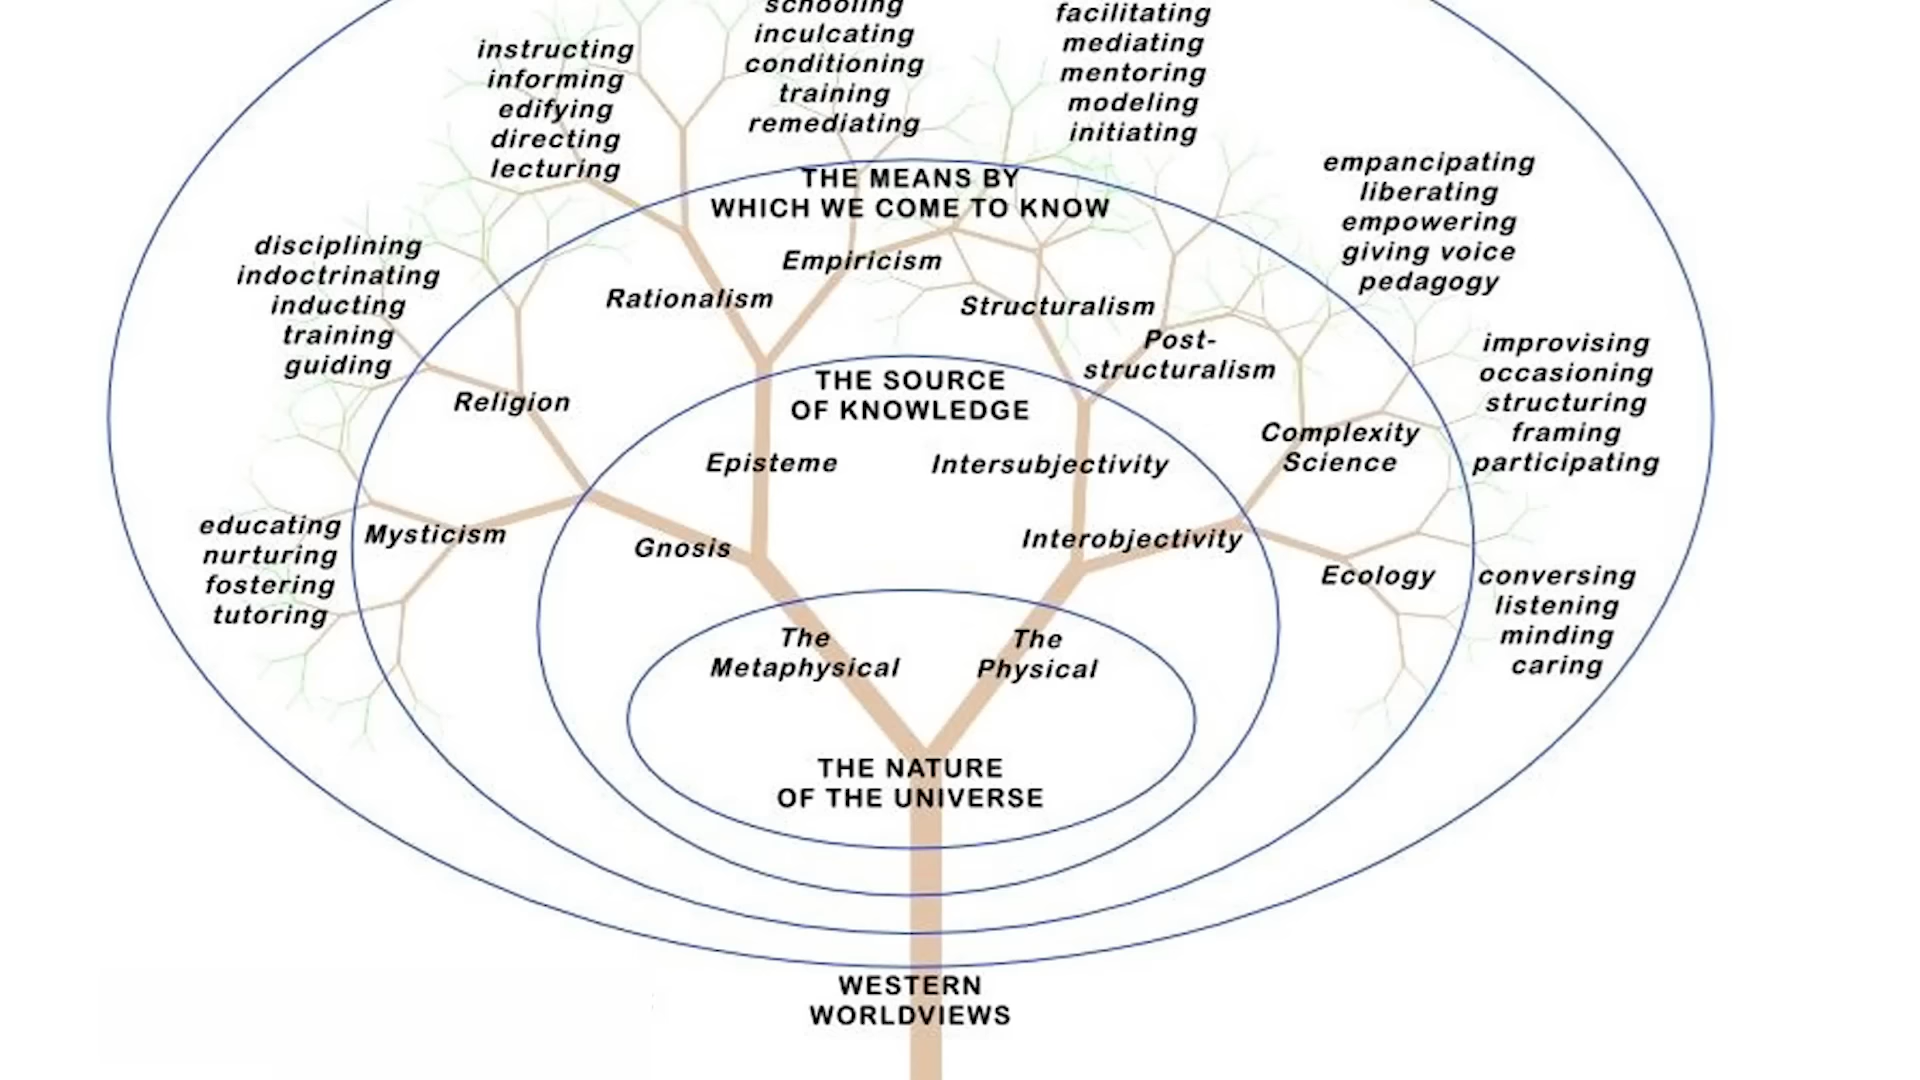 schooling
inculcating
conditioning
training
remediating
facilitating
mediating
mentoring
modeling
initiating
instructing
informing
edifying
directing
lecturing
empancipating
liberating
empowering
giving voice
pedagogy
disciplining
indoctrinating
inducting
training
guiding
THE MEANS BY
WHICH WE COME TO KNOW
Empiricism
Rationalism
Structuralism
Post-
structuralism
Religion
Complexity
Science
improvising
occasioning
structuring
framing
participating
THE SOURCE
OF KNOWLEDGE
Episteme
Intersubjectivity
educating
nurturing
fostering
tutoring
Mysticism
Gnosis
Interobjectivity
Ecology
conversing
listening
minding
caring
The
Metaphysical
The
Physical
THE NATURE
OF THE UNIVERSE
WESTERN
WORLDVIEWS